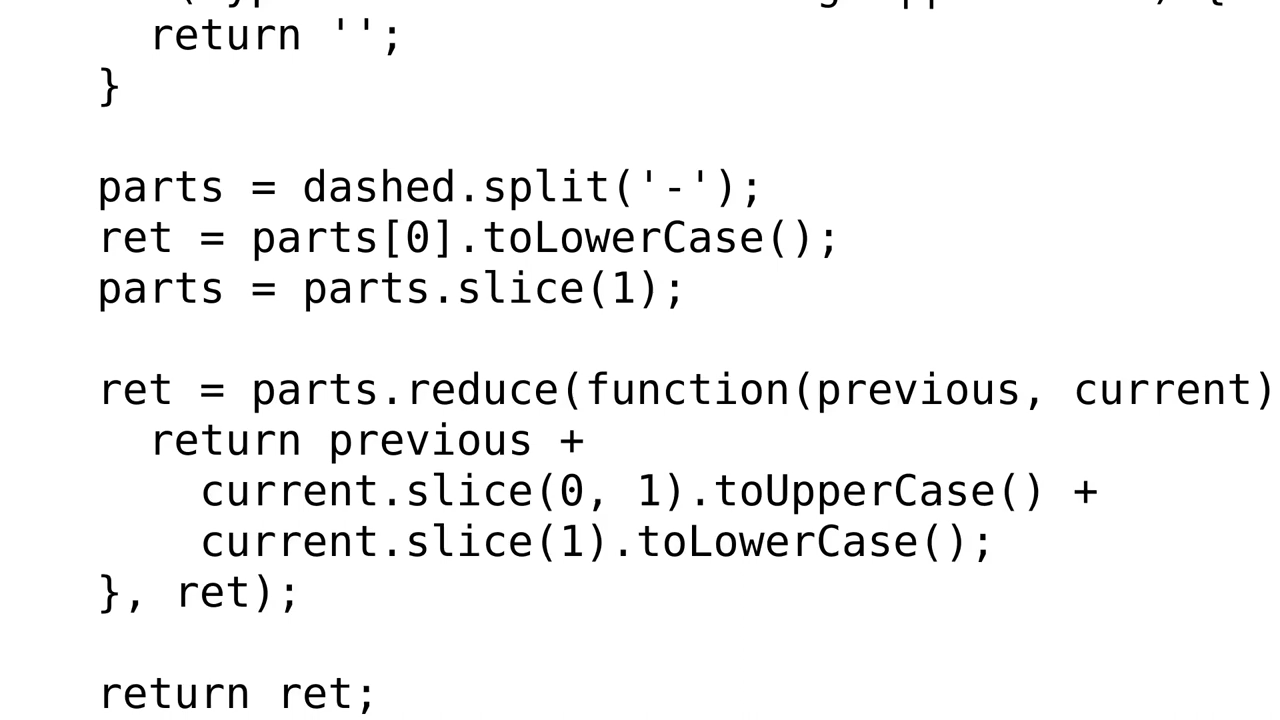 return '';
}
parts = dashed.split('-');
ret = parts[0].toLowerCase();
parts = parts.slice(1);
ret = parts.reduce(function(previous, current)
return previous +
current.slice(0, 1).toUpperCase() +
current.slice(1).toLowerCase();
}, ret);
return ret;